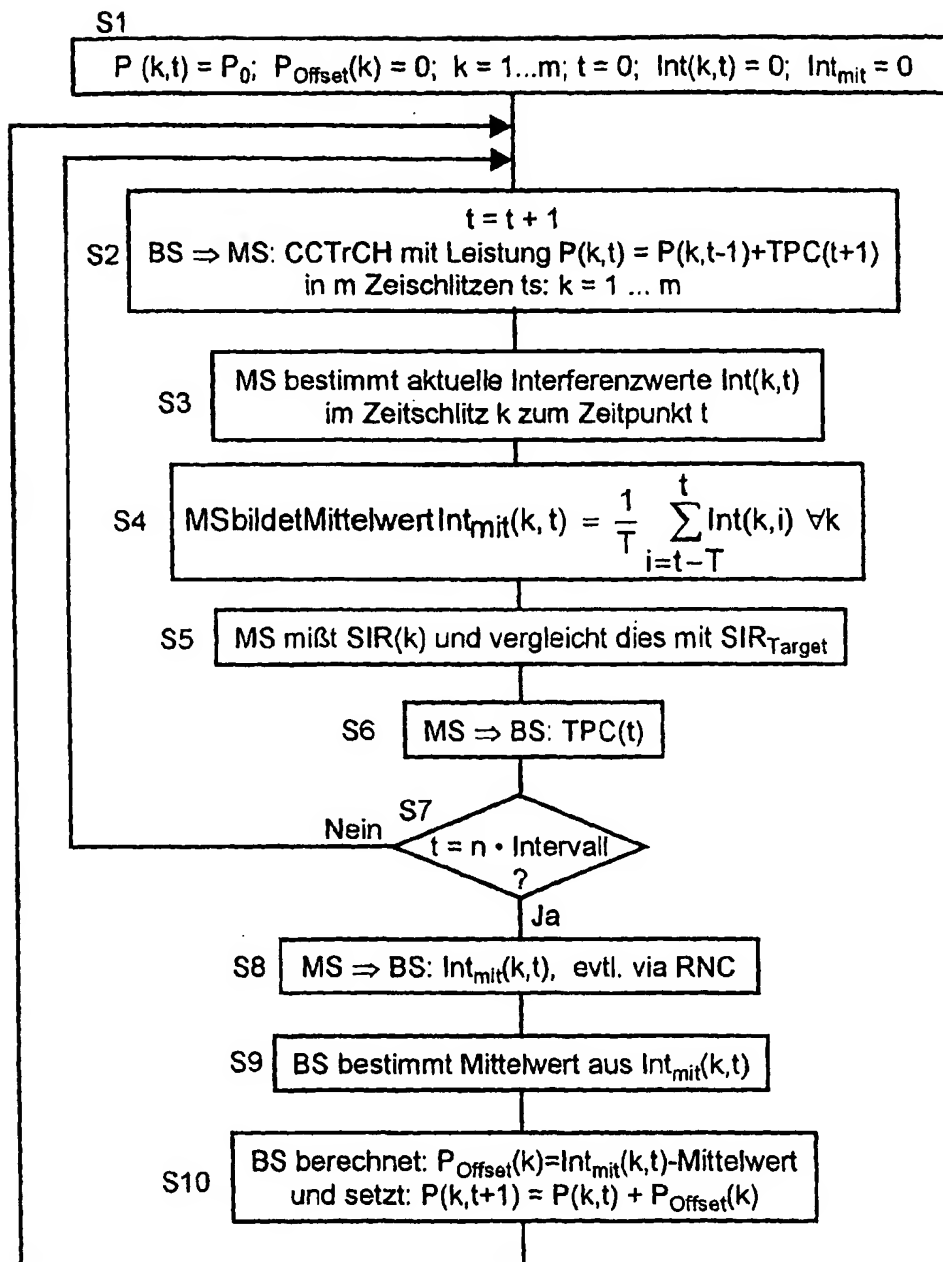 S1
P (k,t) = P₀; P_Offset(k) = 0; k = 1...m; t = 0; Int(k,t) = 0; Int_mit = 0
t = t + 1
S2 BS ⇒ MS: CCTrCH mit Leistung P(k,t) = P(k,t-1)+TPC(t+1)
in m Zeischlitzen ts: k = 1 ... m
MS bestimmt aktuelle Interferenzwerte Int(k,t)
S3
im Zeitschlitz k zum Zeitpunkt t
S4 MSbildetMittelwertInt_mit(k, t) = 1/T ∑_{i=t−T}^{t} Int(k,i) ∀k
S5 MS mißt SIR(k) und vergleicht dies mit SIR_Target
S6 MS ⇒ BS: TPC(t)
S7
Nein
t = n • Intervall
?
Ja
S8 MS ⇒ BS: Int_mit(k,t), evtl. via RNC
S9 BS bestimmt Mittelwert aus Int_mit(k,t)
BS berechnet: P_Offset(k)=Int_mit(k,t)-Mittelwert
S10
und setzt: P(k,t+1) = P(k,t) + P_Offset(k)